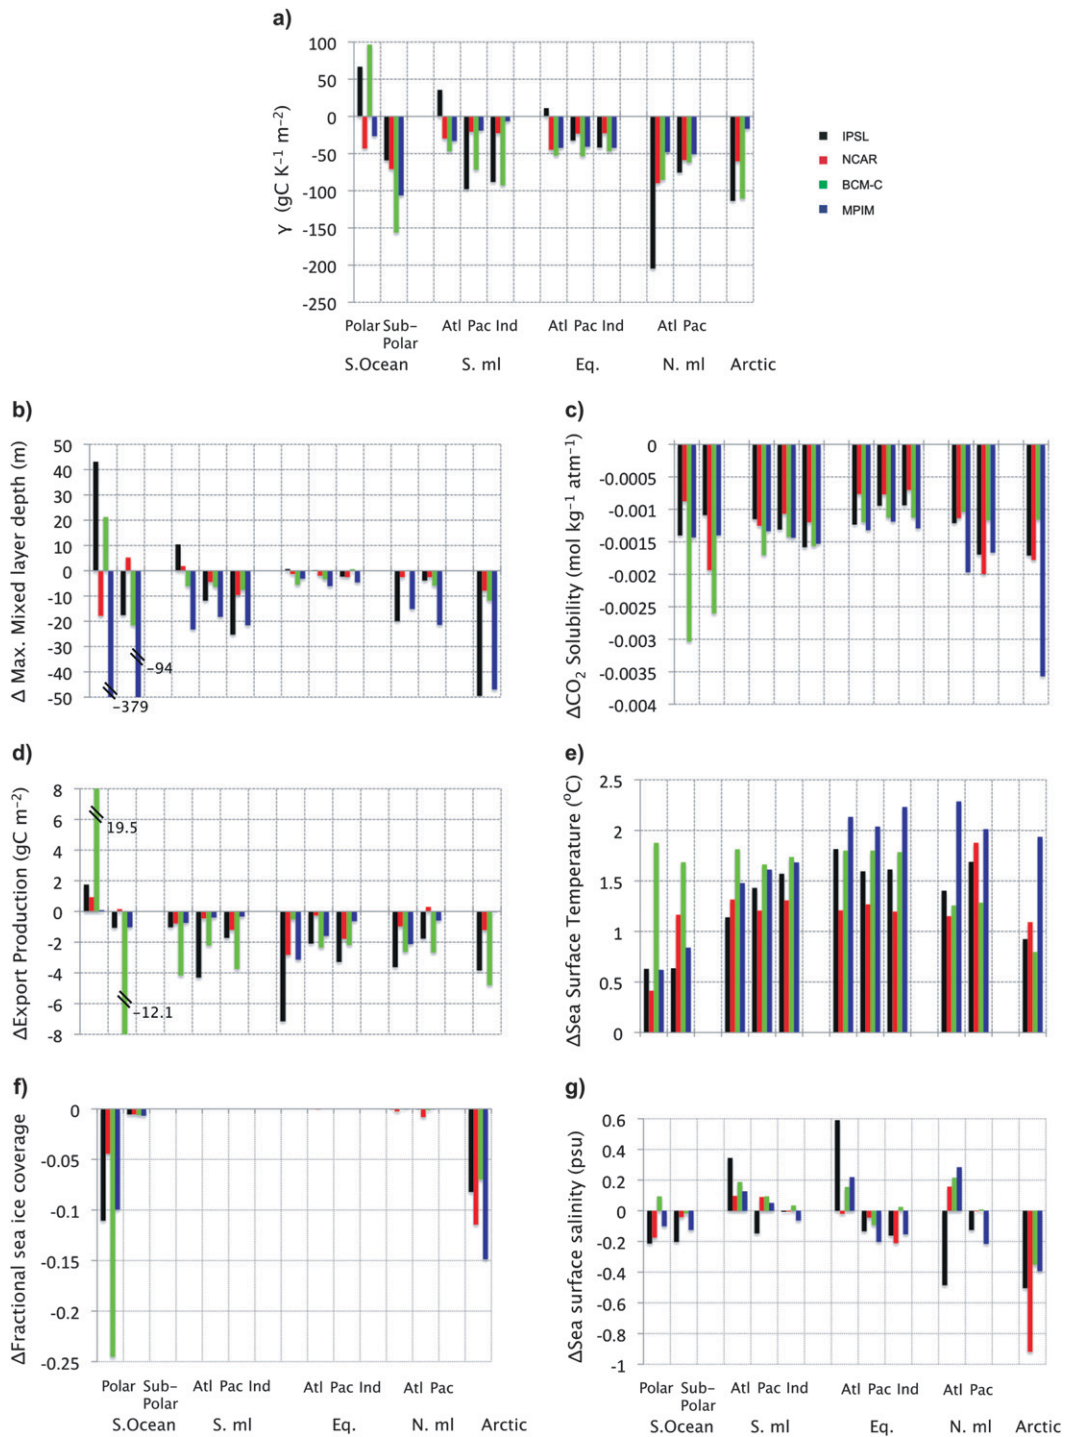 a)
γ (gC K⁻¹ m⁻²)
100
50
0
-50
-100
-150
-200
-250
IPSL
NCAR
BCM-C
MPIM
Polar Sub-Polar
Atl Pac Ind
Atl Pac Ind
Atl Pac
S.Ocean
S. ml
Eq.
N. ml
Arctic
b)
Δ Max. Mixed layer depth (m)
50
40
30
20
10
0
-10
-20
-30
-40
-50
-94
-379
c)
ΔCO₂ Solubility (mol kg⁻¹ atm⁻¹)
0
-0.0005
-0.001
-0.0015
-0.002
-0.0025
-0.003
-0.0035
-0.004
d)
ΔExport Production (gC m⁻²)
8
6
4
2
0
-2
-4
-6
-8
19.5
-12.1
e)
ΔSea Surface Temperature (°C)
2.5
2
1.5
1
0.5
0
f)
ΔFractional sea ice coverage
0
-0.05
-0.1
-0.15
-0.2
-0.25
Polar Sub-Polar
Atl Pac Ind
Atl Pac Ind
Atl Pac
S.Ocean
S. ml
Eq.
N. ml
Arctic
g)
ΔSea surface salinity (psu)
0.6
0.4
0.2
0
-0.2
-0.4
-0.6
-0.8
-1
Polar Sub-Polar
Atl Pac Ind
Atl Pac Ind
Atl Pac
S.Ocean
S. ml
Eq.
N. ml
Arctic